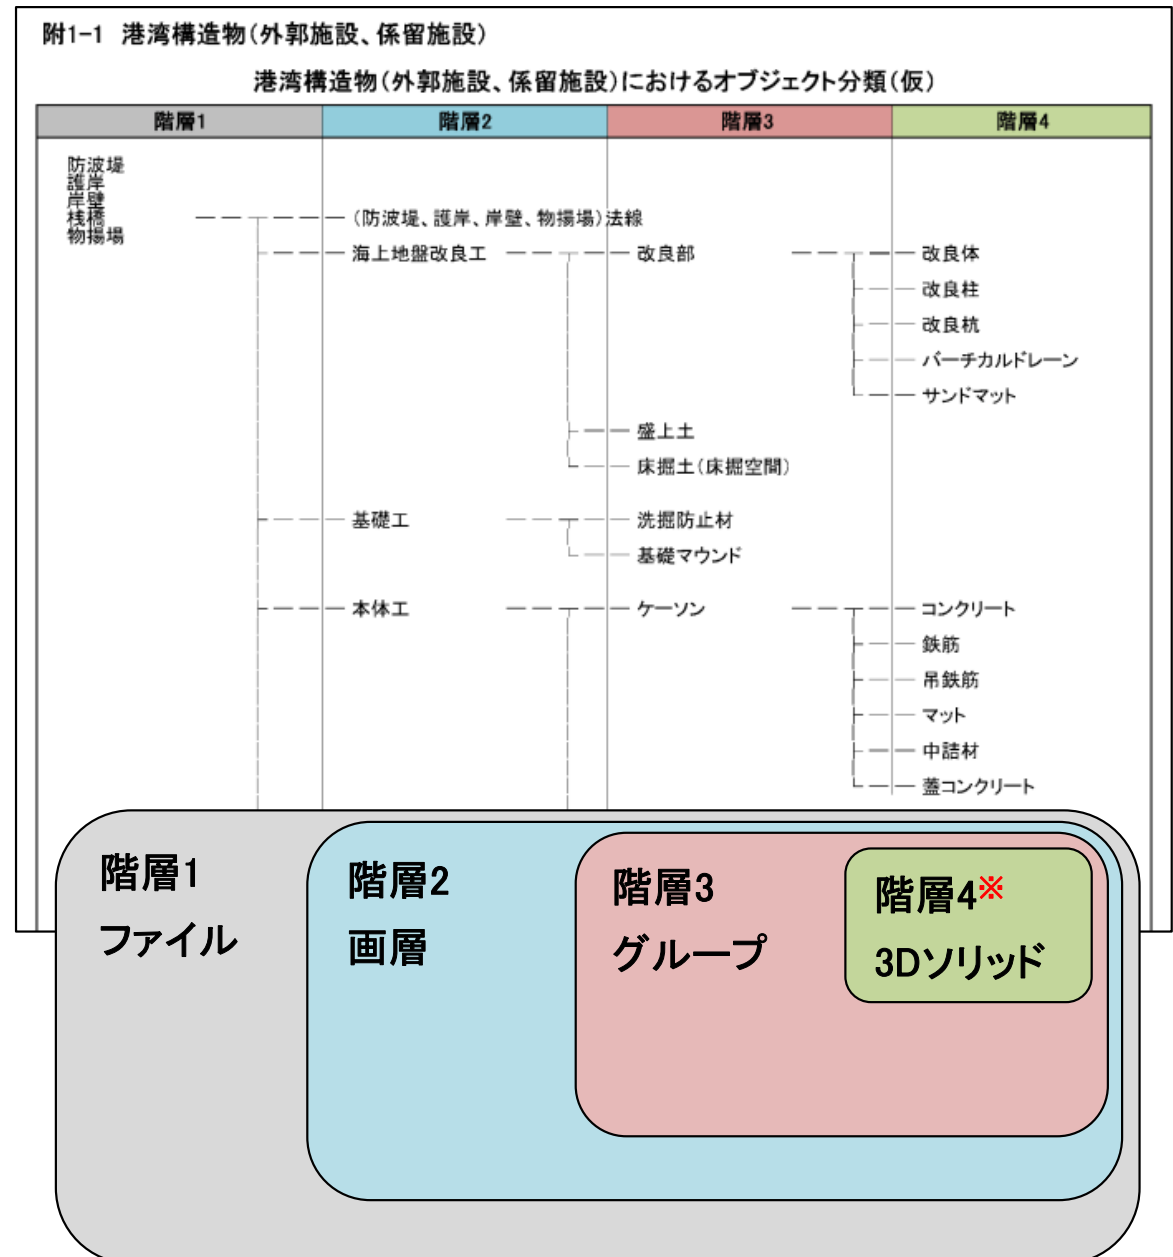 附1-1 港湾構造物(外郭施設、係留施設)
港湾構造物(外郭施設、係留施設)におけるオブジェクト分類(仮)
階層1 階層2 階層3 階層4
防波堤
護岸
岸壁
桟橋
物揚場
(防波堤、護岸、岸壁、物揚場)法線
海上地盤改良工 改良部 改良体
改良柱
改良杭
バーチカルドレーン
サンドマット
盛上土
床掘土(床掘空間)
基礎工 洗掘防止材
基礎マウンド
本体工 ケーソン コンクリート
鉄筋
吊鉄筋
マット
中詰材
蓋コンクリート
階層1
ファイル
階層2
画層
階層3
グループ
階層4※
3Dソリッド